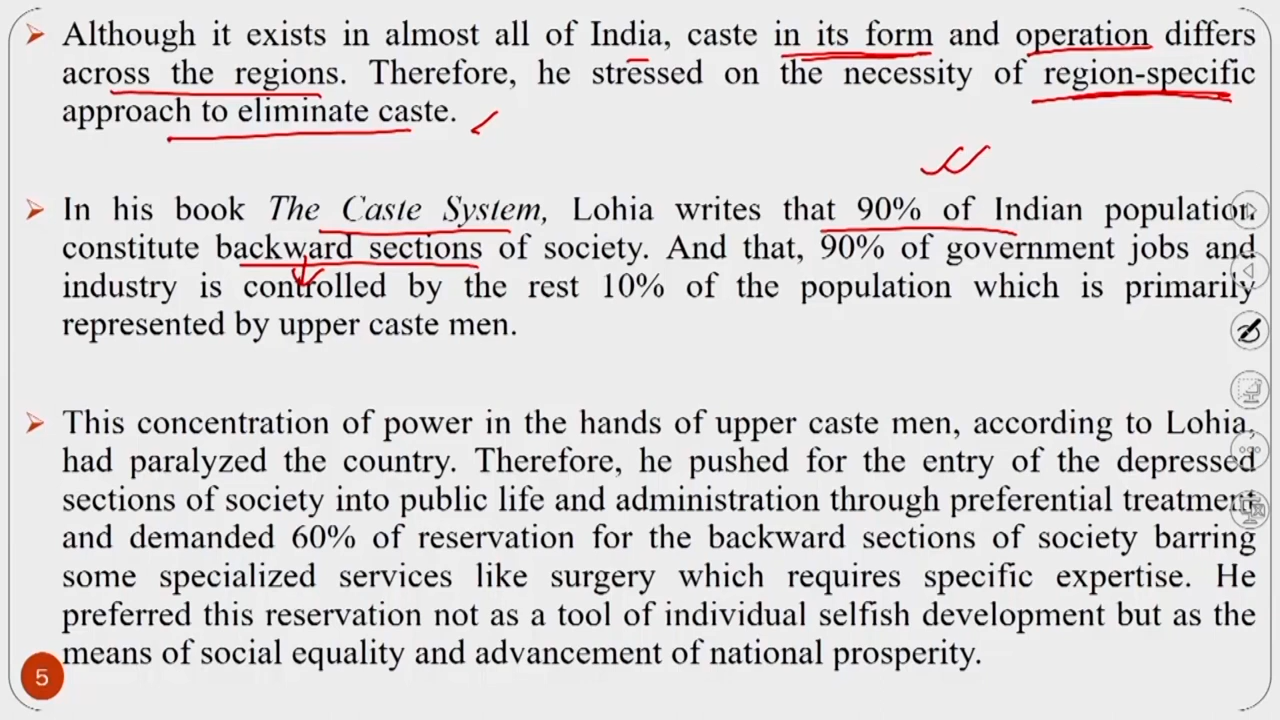 Although it exists in almost all of India, caste in its form and operation differs
across the regions. Therefore, he stressed on the necessity of region-specific
approach to eliminate caste.
In his book The Caste System, Lohia writes that 90% of Indian population
constitute backward sections of society. And that, 90% of government jobs and
industry is controlled by the rest 10% of the population which is primarily
represented by upper caste men.
This concentration of power in the hands of upper caste men, according to Lohia,
had paralyzed the country. Therefore, he pushed for the entry of the depressed
sections of society into public life and administration through preferential treatment
and demanded 60% of reservation for the backward sections of society barring
some specialized services like surgery which requires specific expertise. He
preferred this reservation not as a tool of individual selfish development but as the
means of social equality and advancement of national prosperity.
5